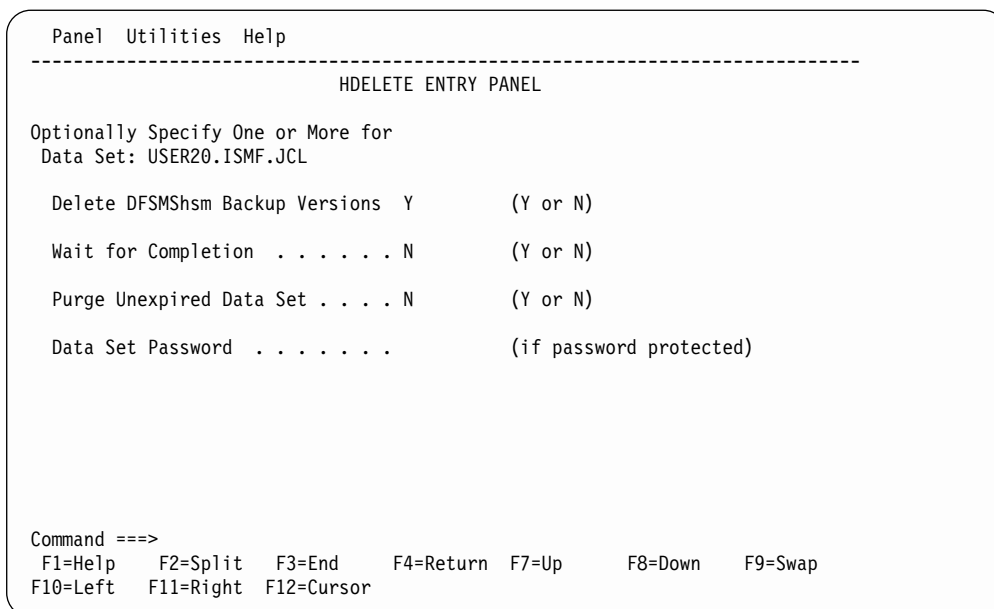 Panel Utilities Help
------------------------------------------------------------------------------
HDELETE ENTRY PANEL
Optionally Specify One or More for
Data Set: USER20.ISMF.JCL
Delete DFSMShsm Backup Versions Y (Y or N)
Wait for Completion . . . . . . N (Y or N)
Purge Unexpired Data Set . . . . N (Y or N)
Data Set Password . . . . . . . (if password protected)
Command ===>
F1=Help F2=Split F3=End F4=Return F7=Up F8=Down F9=Swap
F10=Left F11=Right F12=Cursor